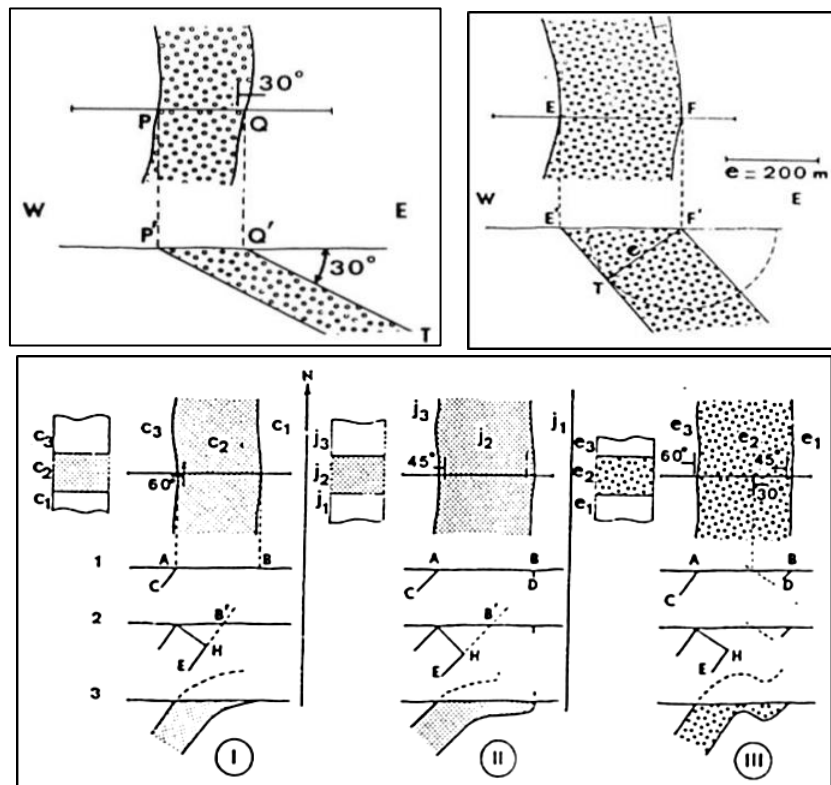 30°
P Q
W E
P' Q'
30°
T
E F
e = 200 m
W E
E' F'
e
T
N
c3 c2 c1
c3 c2 c1
60°
j3 j2 j1
j3 j2 j1
45°
e3 e2 e1
e3 e2 e1
60° 45°
30°
1 A B A B A B
C C D C D
2 B' B'
H H H
E E E
3
I II III